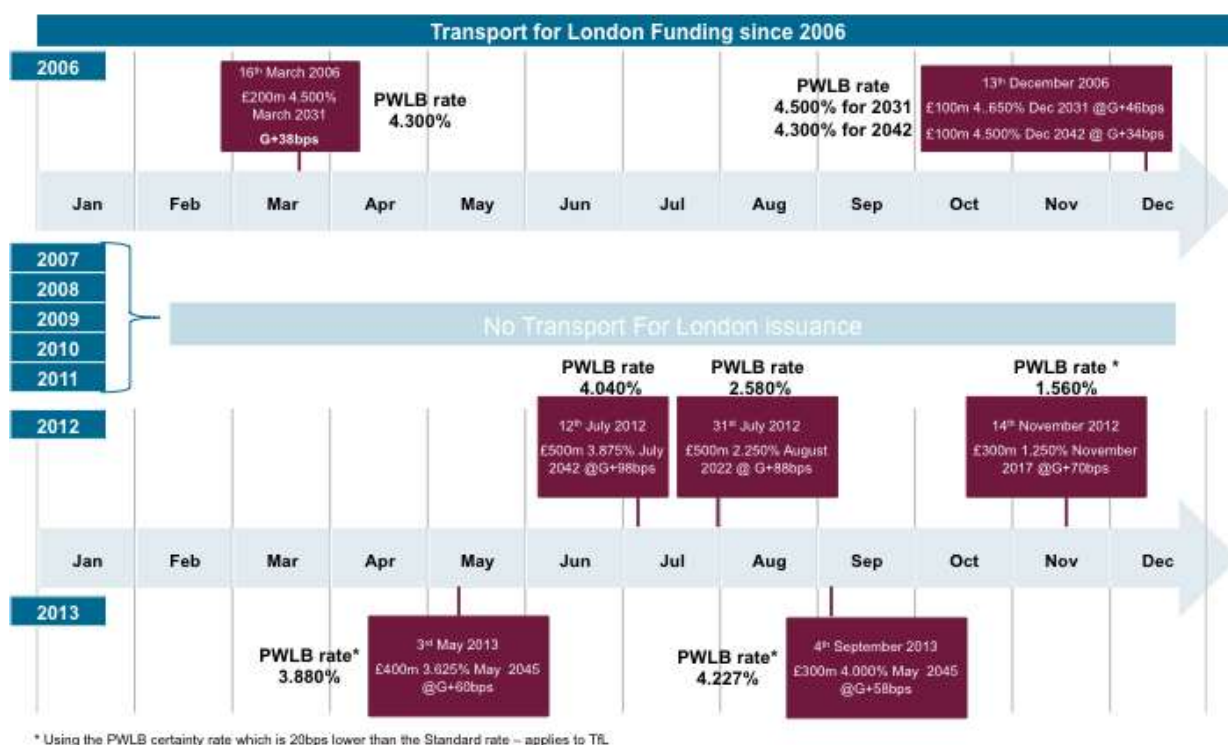 Transport for London Funding since 2006
2006
16th March 2006
£200m 4.500%
March 2031
G+38bps
PWLB rate
4.300%
PWLB rate
4.500% for 2031
4.300% for 2042
13th December 2006
£100m 4..650% Dec 2031 @G+46bps
£100m 4.500% Dec 2042 @ G+34bps
Jan Feb Mar Apr May Jun Jul Aug Sep Oct Nov Dec
2007
2008
2009
2010
2011
No Transport For London issuance
2012
PWLB rate
4.040%
12th July 2012
£500m 3.875% July
2042 @G+98bps
PWLB rate
2.580%
31st July 2012
£500m 2.250% August
2022 @ G+88bps
PWLB rate *
1.560%
14th November 2012
£300m 1.250% November
2017 @G+70bps
Jan Feb Mar Apr May Jun Jul Aug Sep Oct Nov Dec
2013
PWLB rate*
3.880%
3rd May 2013
£400m 3.625% May 2045
@G+60bps
PWLB rate*
4.227%
4th September 2013
£300m 4.000% May 2045
@G+58bps
* Using the PWLB certainty rate which is 20bps lower than the Standard rate – applies to TfL